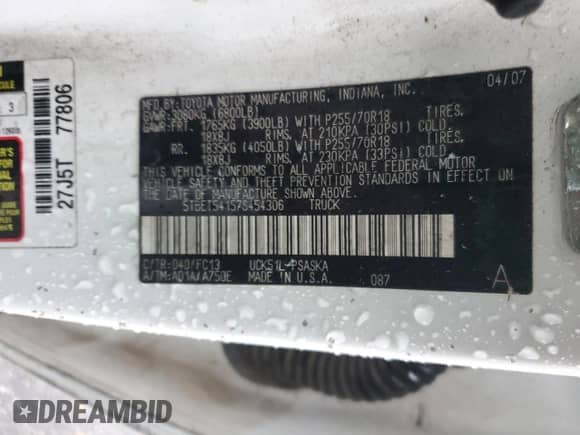 MFD.BY:TOYOTA MOTOR MANUFACTURING, INDIANA, INC. 04/07
GVWR:3080KG (6800LB)
GAWR:FRT. 1765KG (3900LB) WITH P255/70R18 TIRES,
18X8J RIMS, AT 210KPA (30PSI) COLD
RR. 1835KG (4050LB) WITH P255/70R18 TIRES,
18X8J RIMS, AT 230KPA (33PSI) COLD
THIS VEHICLE CONFORMS TO ALL APPLICABLE FEDERAL MOTOR
VEHICLE SAFETY AND THEFT PREVENTION STANDARDS IN EFFECT ON
THE DATE OF MANUFACTURE SHOWN ABOVE.
5TBET54157S454306 TRUCK
C/TR:040/FC13 UCK51L-PSASKA
A/TM:A01A/A750E MADE IN U.S.A. 087 A
27J5T 77806
3
DREAMBID